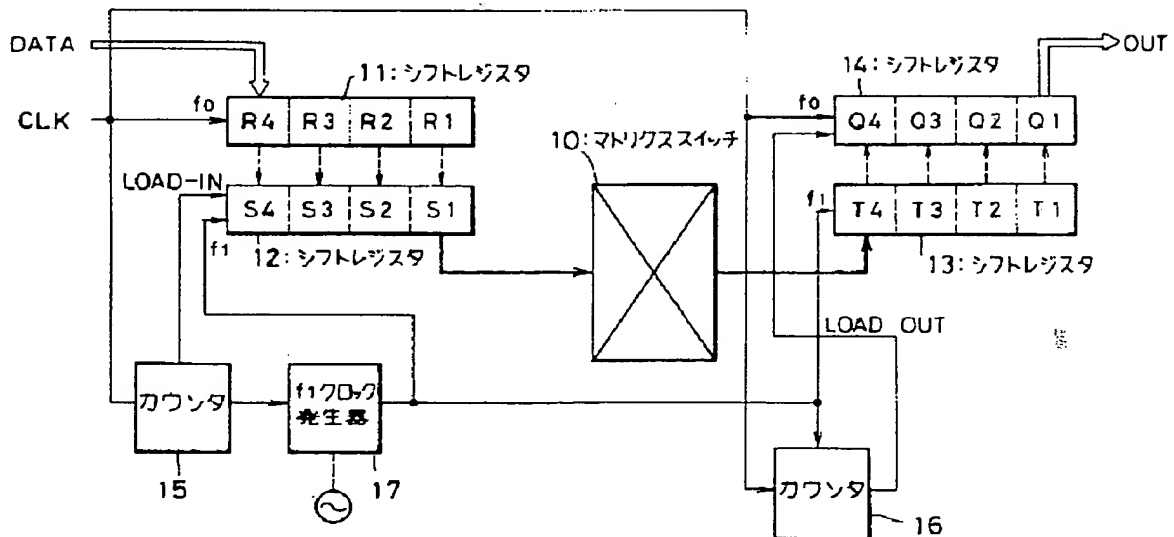 DATA
OUT
11:シフトレジスタ
14:シフトレジスタ
CLK
f0
R4 R3 R2 R1
f0
Q4 Q3 Q2 Q1
10:マトリクススイッチ
LOAD-IN
S4 S3 S2 S1
f1
T4 T3 T2 T1
f1
12:シフトレジスタ
13:シフトレジスタ
LOAD OUT
カウンタ
f1クロック
発生器
15
17
カウンタ
16